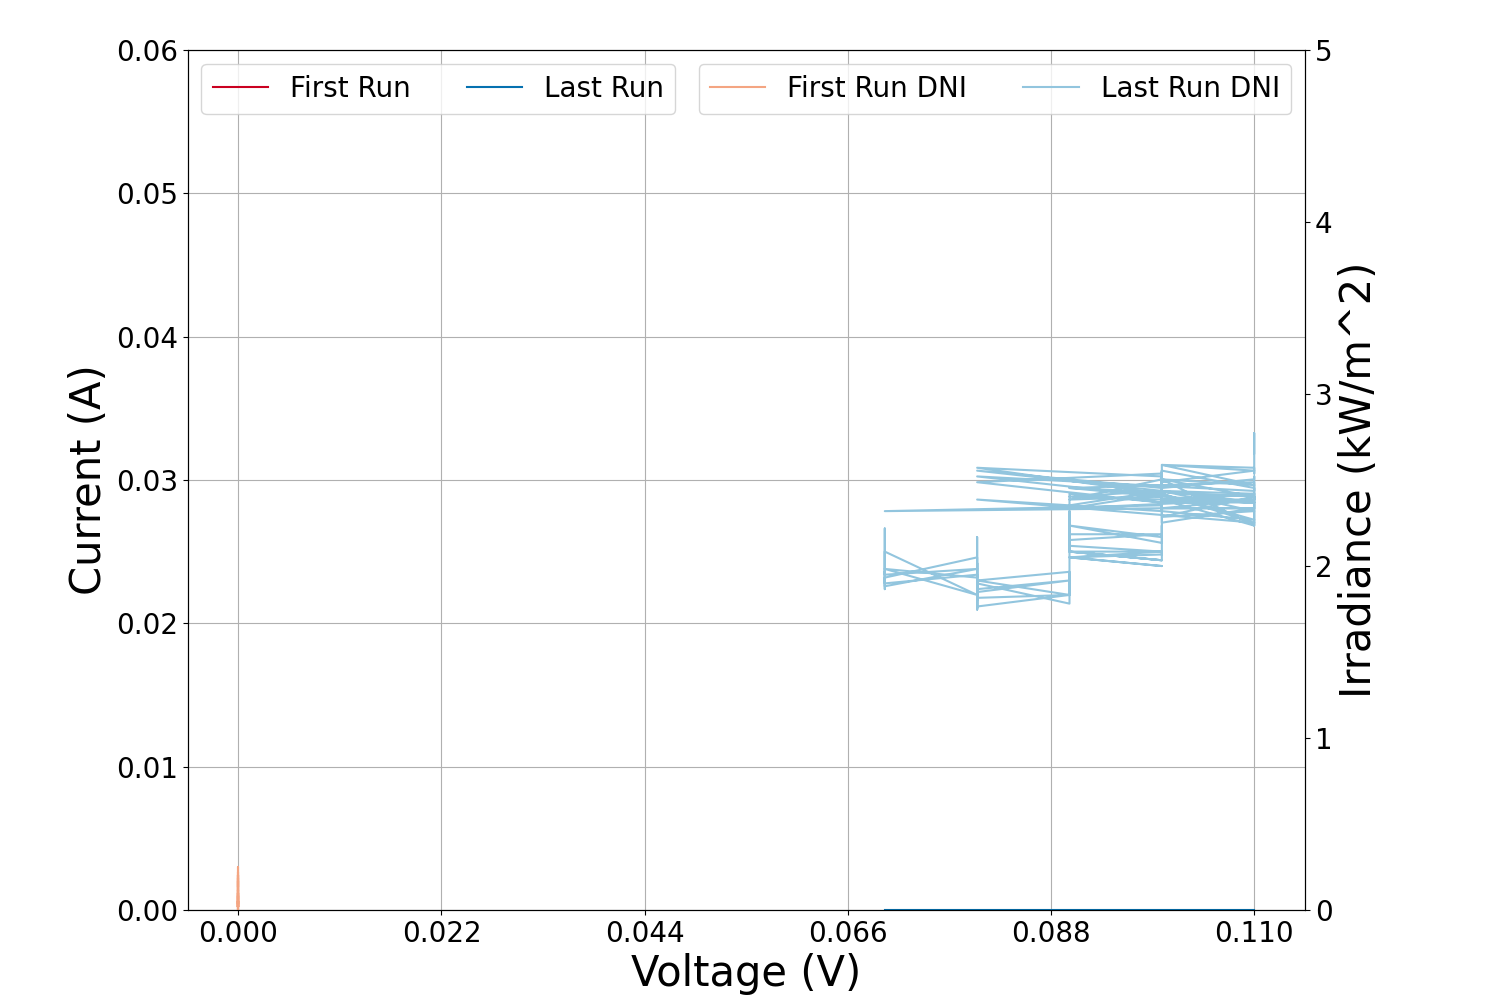 First Run
Last Run
First Run DNI
Last Run DNI
Current (A)
0.06
0.05
0.04
0.03
0.02
0.01
0.00
5
4
3
2
1
0
Irradiance (kW/m^2)
0.000 0.022 0.044 0.066 0.088 0.110
Voltage (V)